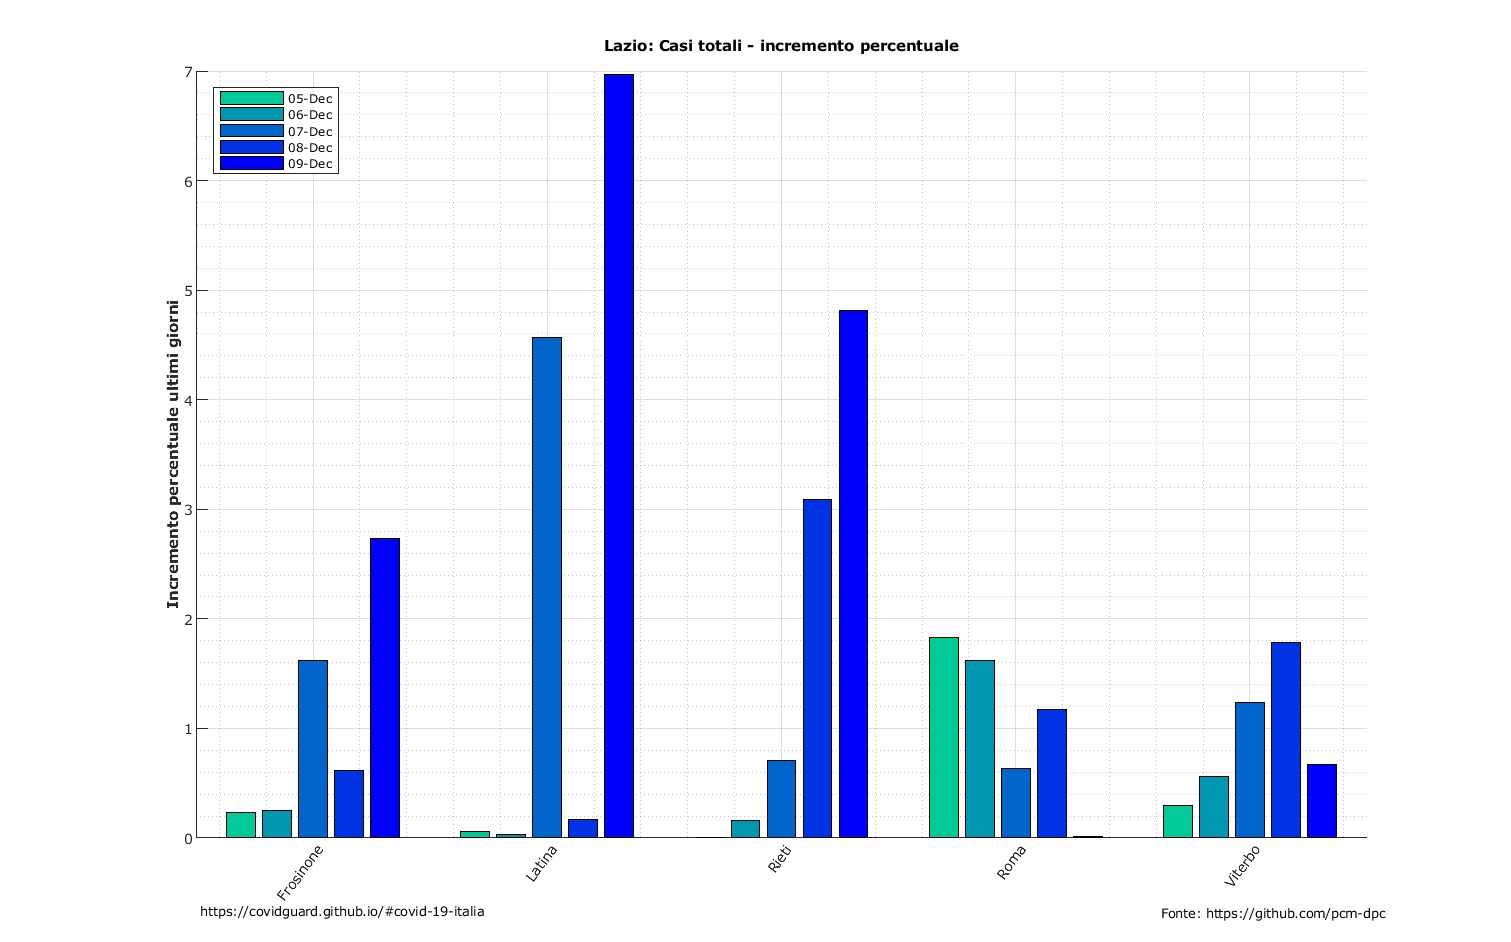 Lazio: Casi totali - incremento percentuale
7
6
5
4
3
2
1
0
Incremento percentuale ultimi giorni
05-Dec
06-Dec
07-Dec
08-Dec
09-Dec
Frosinone
Latina
Rieti
Roma
Viterbo
https://covidguard.github.io/#covid-19-italia
Fonte: https://github.com/pcm-dpc